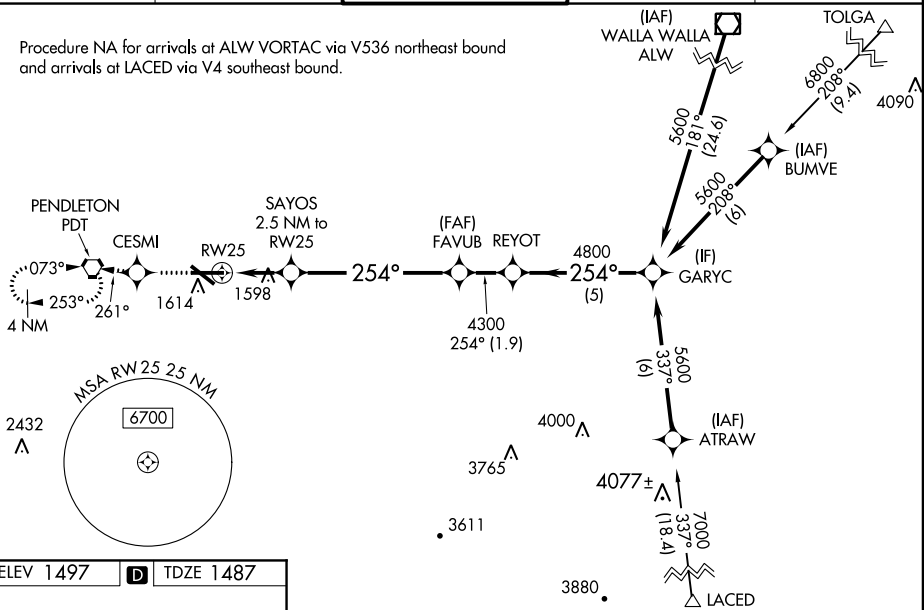 Procedure NA for arrivals at ALW VORTAC via V536 northeast bound
and arrivals at LACED via V4 southeast bound.
(IAF)
WALLA WALLA
ALW
TOLGA
6800
208°
(9.4)
4090
5600
181°
(24.6)
(IAF)
BUMVE
5600
208°
(6)
PENDLETON
PDT
CESMI
RW25
SAYOS
2.5 NM to
RW25
(FAF)
FAVUB
REYOT
4800
254°
(5)
(IF)
GARYC
073°
253°
4 NM
261°
1614
1598
254°
4300
254° (1.9)
5600
337°
(6)
MSA RW25 25 NM
6700
2432
4000
3765
(IAF)
ATRAW
4077±
3611
7000
337°
(18.4)
3880
LACED
ELEV 1497
D
TDZE 1487